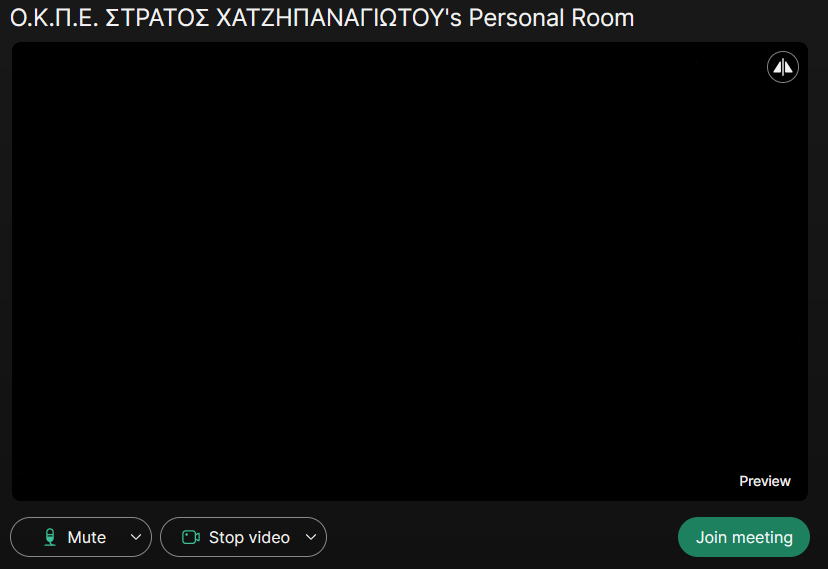 Ο.Κ.Π.Ε. ΣΤΡΑΤΟΣ ΧΑΤΖΗΠΑΝΑΓΙΩΤΟΥ's Personal Room
Preview
Mute
Stop video
Join meeting